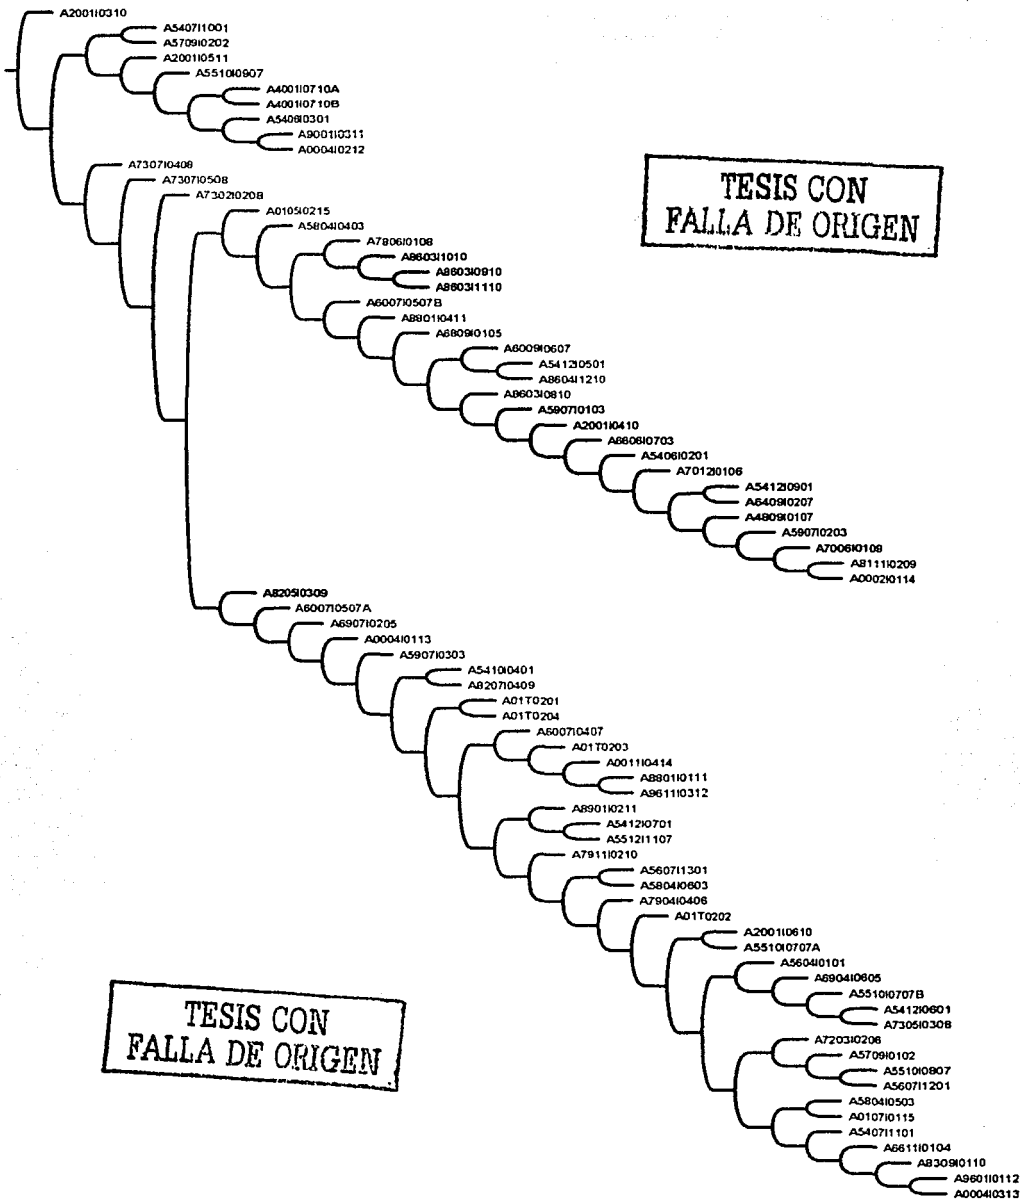 A2001I0310
A5407I1001
A5709I0202
A2001I0511
A5510I0907
A4001I0710A
A4001I0710B
A5406I0301
A9001I0311
A0004I0212
A7307I0408
A7307I0508
A7302I0208
A0105I0215
A5804I0403
A7806I0108
A8603I1010
A8603I0910
A8603I1110
A6007I0507B
A8801I0411
A6809I0105
A6009I0607
A5412I0501
A8604I1210
A8603I0810
A5907I0103
A2001I0410
A6806I0703
A5406I0201
A7012I0106
A5412I0901
A6409I0207
A4809I0107
A5907I0203
A7006I0109
A8111I0209
A0002I0114
TESIS CON
FALLA DE ORIGEN
A8205I0309
A6007I0507A
A6907I0205
A0004I0113
A5907I0303
A5410I0401
A8207I0409
A01T0201
A01T0204
A6007I0407
A01T0203
A0011I0414
A8801I0111
A9611I0312
A8901I0211
A5412I0701
A5512I1107
A7911I0210
A5607I1301
A5804I0603
A7904I0406
A01T0202
A2001I0610
A5510I0707A
A5604I0101
A6904I0605
A5510I0707B
A5412I0601
A7305I0308
A7203I0206
A5709I0102
A5510I0807
A5607I1201
A5804I0503
A0107I0115
A5407I1101
A6611I0104
A8309I0110
A9601I0112
A0004I0313
TESIS CON
FALLA DE ORIGEN